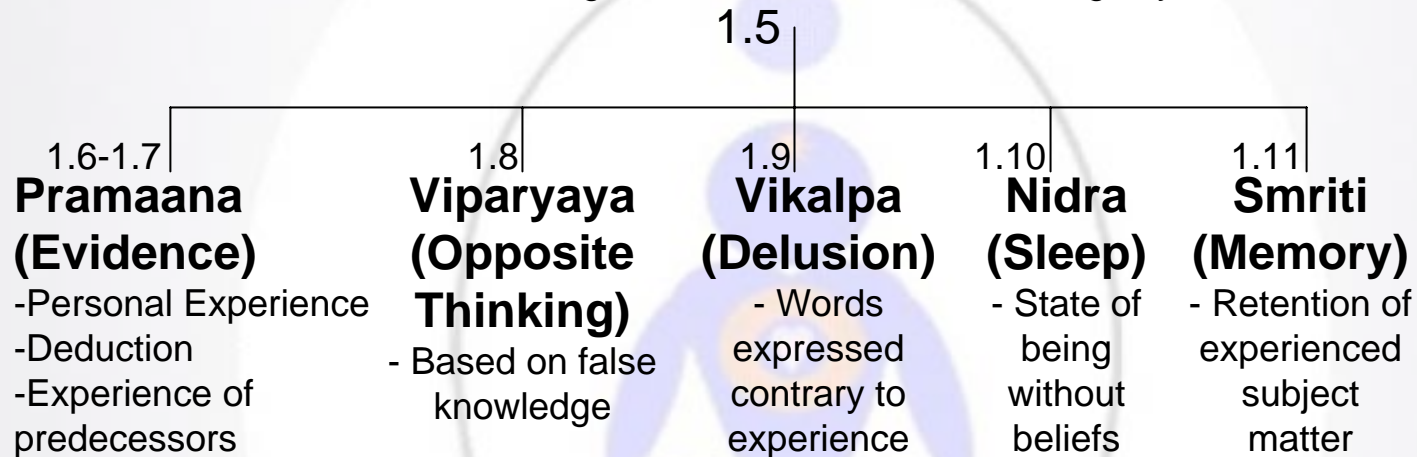 1.5
1.6-1.7
Pramaana
(Evidence)
-Personal Experience
-Deduction
-Experience of
predecessors
1.8
Viparyaya
(Opposite
Thinking)
- Based on false
knowledge
1.9
Vikalpa
(Delusion)
- Words
expressed
contrary to
experience
1.10
Nidra
(Sleep)
- State of
being
without
beliefs
1.11
Smriti
(Memory)
- Retention of
experienced
subject
matter